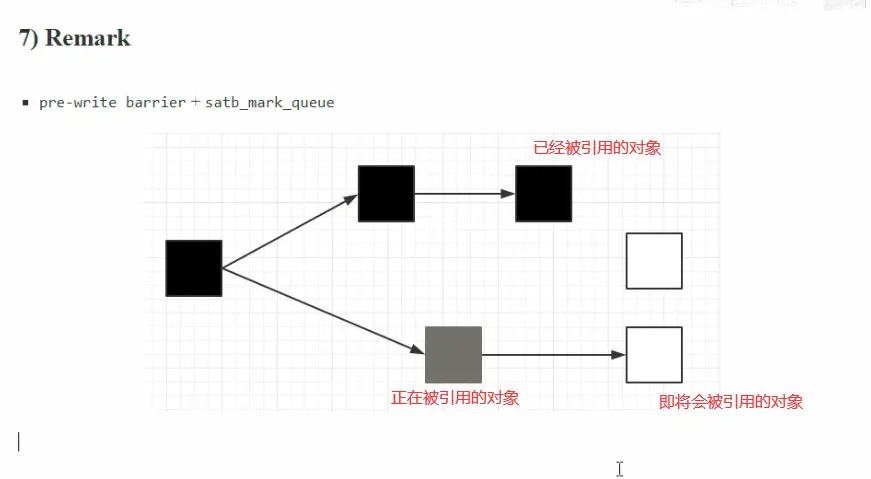 7) Remark
▪ pre-write barrier + satb_mark_queue
已经被引用的对象
正在被引用的对象
即将会被引用的对象